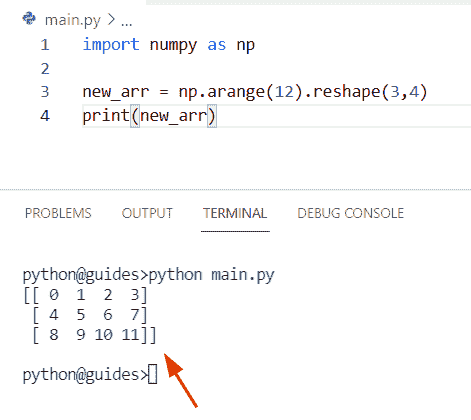 main.py > ...
1 import numpy as np
2
3 new_arr = np.arange(12).reshape(3,4)
4 print(new_arr)
PROBLEMS OUTPUT TERMINAL DEBUG CONSOLE
python@guides>python main.py
[[ 0  1  2  3]
 [ 4  5  6  7]
 [ 8  9 10 11]]
python@guides>